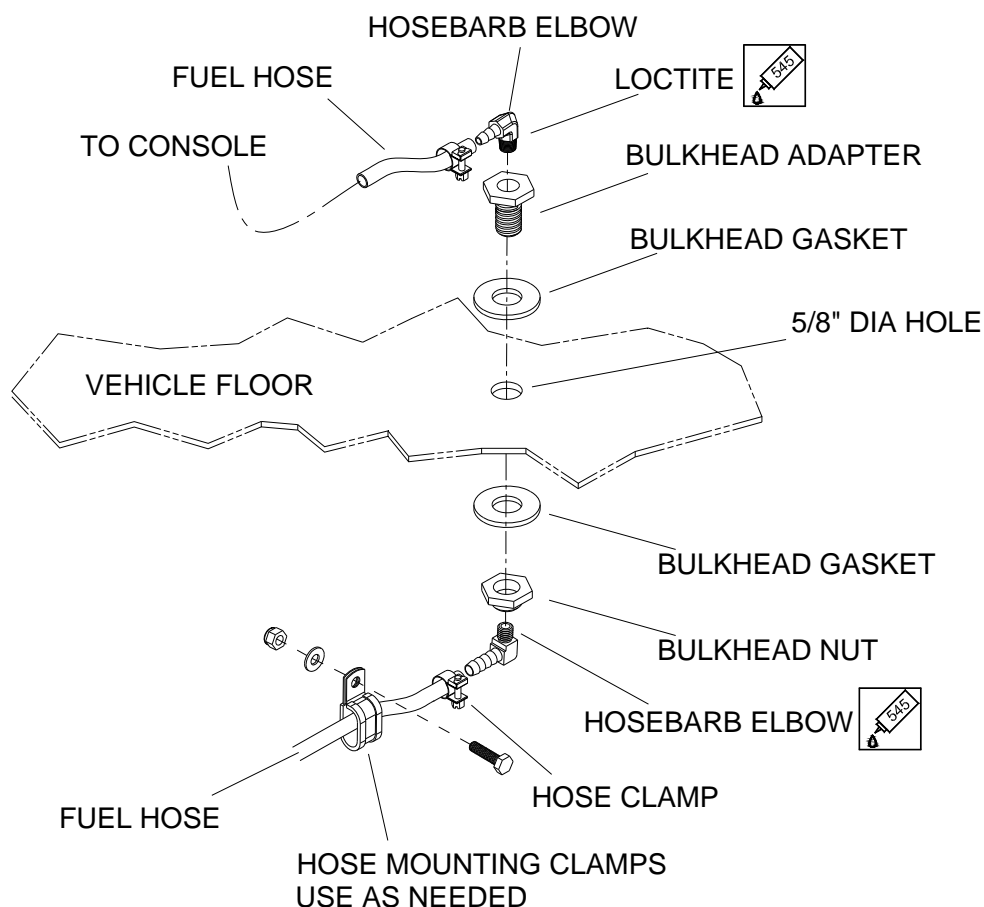 HOSEBARB ELBOW
FUEL HOSE
LOCTITE
545
TO CONSOLE
BULKHEAD ADAPTER
BULKHEAD GASKET
5/8" DIA HOLE
VEHICLE FLOOR
BULKHEAD GASKET
BULKHEAD NUT
HOSEBARB ELBOW
545
HOSE CLAMP
FUEL HOSE
HOSE MOUNTING CLAMPS
USE AS NEEDED